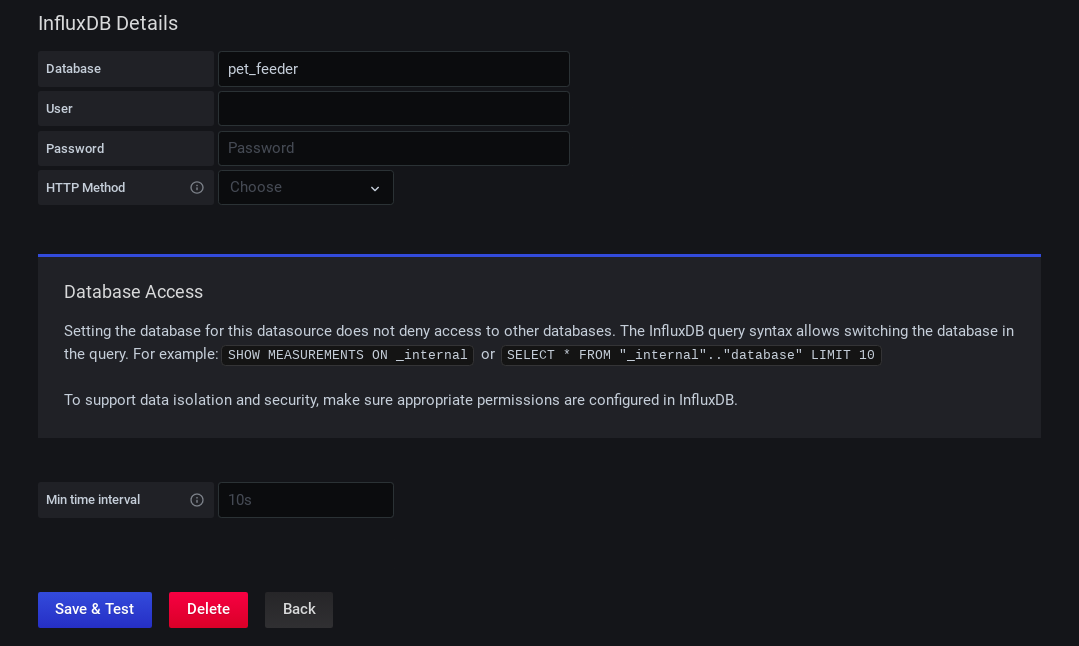 InfluxDB Details
Database
pet_feeder
User
Password
Password
HTTP Method
Choose
Database Access
Setting the database for this datasource does not deny access to other databases. The InfluxDB query syntax allows switching the database in
the query. For example: SHOW MEASUREMENTS ON _internal or SELECT * FROM "_internal".."database" LIMIT 10
To support data isolation and security, make sure appropriate permissions are configured in InfluxDB.
Min time interval
10s
Save & Test
Delete
Back